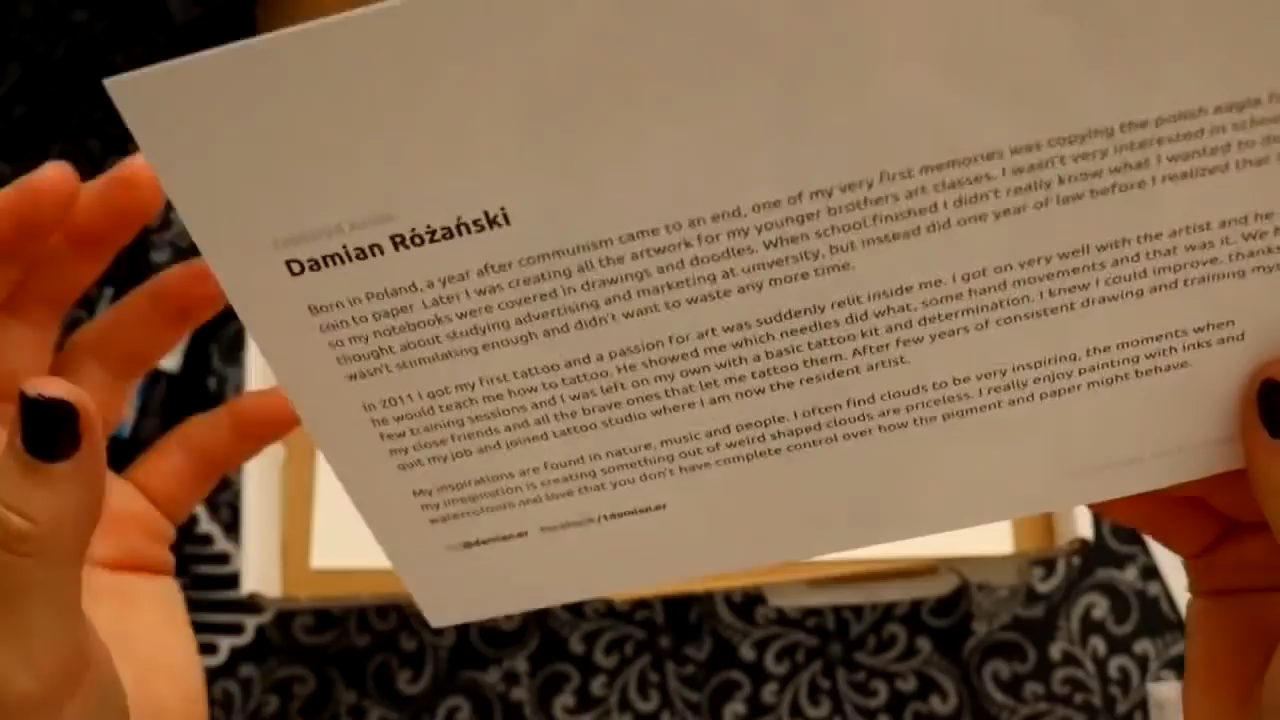 Featured Artist
Damian Różański
Born in Poland, a year after communism came to an end, one of my very first memories was copying the polish eagle
coin to paper. Later I was creating all the artwork for my younger brothers art classes. I wasn't very interested in school
so my notebooks were covered in drawings and doodles. When school finished I didn't really know what I wanted to do
thought about studying advertising and marketing at university, but instead did one year of law before I realized that
wasn't stimulating enough and didn't want to waste any more time.
In 2011 I got my first tattoo and a passion for art was suddenly relit inside me. I got on very well with the artist and he
he would teach me how to tattoo. He showed me which needles did what, some hand movements and that was it. We
few training sessions and I was left on my own with a basic tattoo kit and determination. I knew I could improve, thanks
my close friends and all the brave ones that let me tattoo them. After few years of consistent drawing and training
quit my job and joined tattoo studio where I am now the resident artist.
My inspirations are found in nature, music and people. I often find clouds to be very inspiring, the moments when
my imagination is creating something out of weird shaped clouds are priceless. I really enjoy painting with inks and
watercolours and love that you don't have complete control over how the pigment and paper might behave.
@damian.er /1damian.er